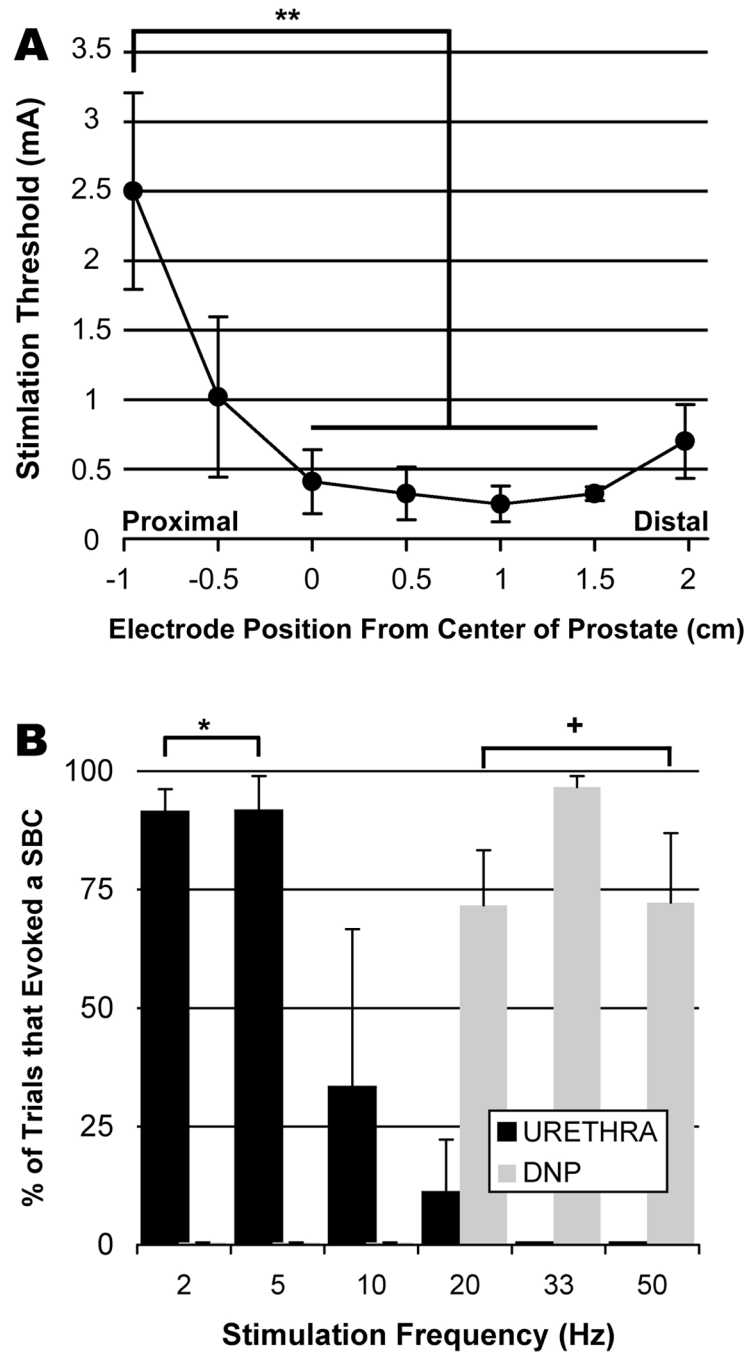 A
**
Stimlation Threshold (mA)
3.5
3
2.5
2
1.5
1
0.5
0
Proximal
Distal
-1 -0.5 0 0.5 1 1.5 2
Electrode Position From Center of Prostate (cm)
B
*
+
% of Trials that Evoked a SBC
100
75
50
25
0
URETHRA
DNP
2 5 10 20 33 50
Stimulation Frequency (Hz)